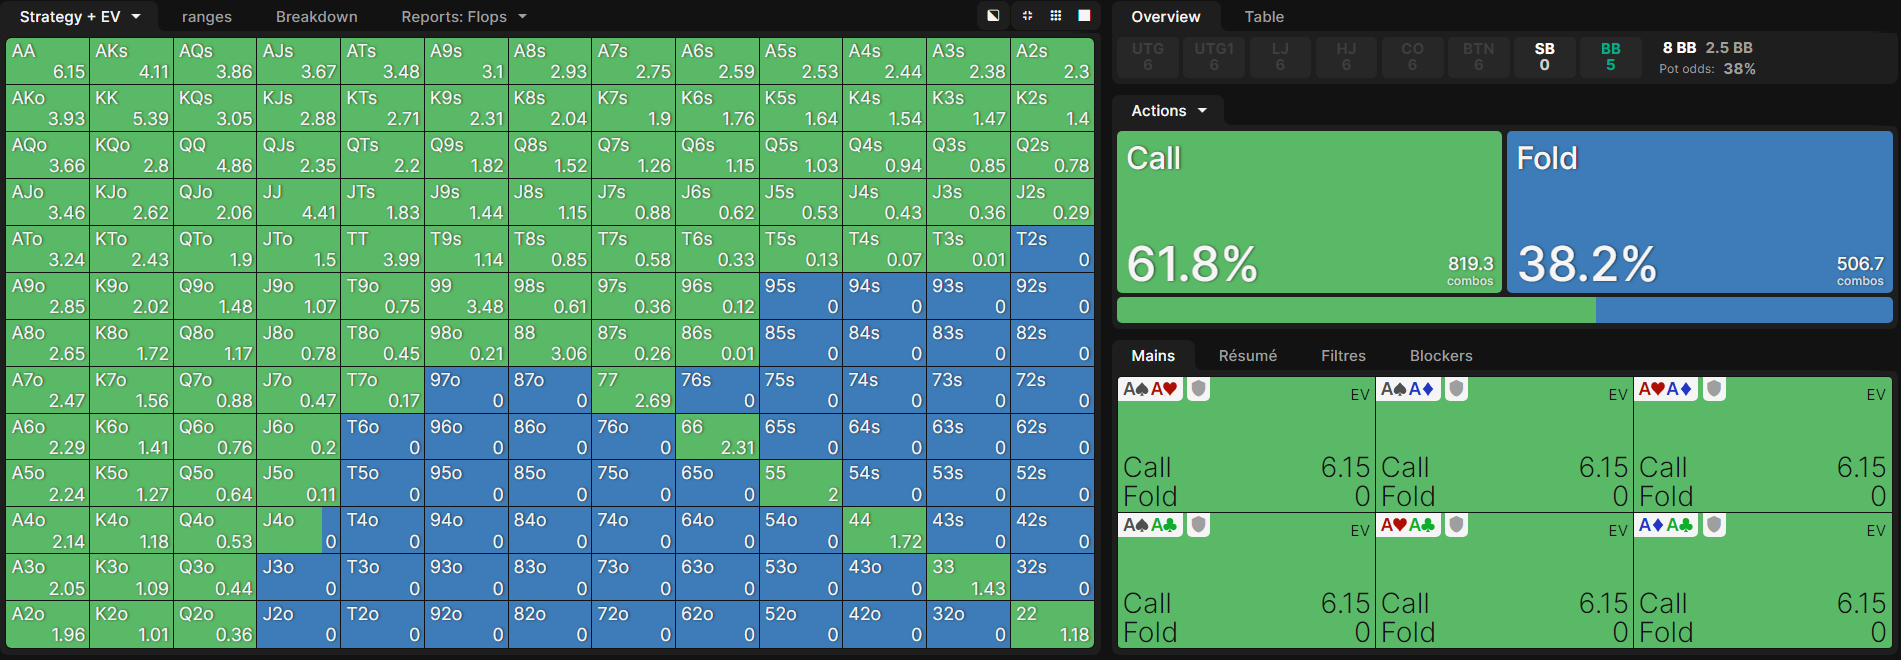 Strategy + EV ranges Breakdown Reports: Flops
AA AKs AQs AJs ATs A9s A8s A7s A6s A5s A4s A3s A2s
6.15 4.11 3.86 3.67 3.48 3.1 2.93 2.75 2.59 2.53 2.44 2.38 2.3
AKo KK KQs KJs KTs K9s K8s K7s K6s K5s K4s K3s K2s
3.93 5.39 3.05 2.88 2.71 2.31 2.04 1.9 1.76 1.64 1.54 1.47 1.4
AQo KQo QQ QJs QTs Q9s Q8s Q7s Q6s Q5s Q4s Q3s Q2s
3.66 2.8 4.86 2.35 2.2 1.82 1.52 1.26 1.15 1.03 0.94 0.85 0.78
AJo KJo QJo JJ JTs J9s J8s J7s J6s J5s J4s J3s J2s
3.46 2.62 2.06 4.41 1.83 1.44 1.15 0.88 0.62 0.53 0.43 0.36 0.29
ATo KTo QTo JTo TT T9s T8s T7s T6s T5s T4s T3s T2s
3.24 2.43 1.9 1.5 3.99 1.14 0.85 0.58 0.33 0.13 0.07 0.01 0
A9o K9o Q9o J9o T9o 99 98s 97s 96s 95s 94s 93s 92s
2.85 2.02 1.48 1.07 0.75 3.48 0.61 0.36 0.12 0 0 0 0
A8o K8o Q8o J8o T8o 98o 88 87s 86s 85s 84s 83s 82s
2.65 1.72 1.17 0.78 0.45 0.21 3.06 0.26 0.01 0 0 0 0
A7o K7o Q7o J7o T7o 97o 87o 77 76s 75s 74s 73s 72s
2.47 1.56 0.88 0.47 0.17 0 0 2.69 0 0 0 0 0
A6o K6o Q6o J6o T6o 96o 86o 76o 66 65s 64s 63s 62s
2.29 1.41 0.76 0.2 0 0 0 0 2.31 0 0 0 0
A5o K5o Q5o J5o T5o 95o 85o 75o 65o 55 54s 53s 52s
2.24 1.27 0.64 0.11 0 0 0 0 0 2 0 0 0
A4o K4o Q4o J4o T4o 94o 84o 74o 64o 54o 44 43s 42s
2.14 1.18 0.53 0 0 0 0 0 0 0 1.72 0 0
A3o K3o Q3o J3o T3o 93o 83o 73o 63o 53o 43o 33 32s
2.05 1.09 0.44 0 0 0 0 0 0 0 0 1.43 0
A2o K2o Q2o J2o T2o 92o 82o 72o 62o 52o 42o 32o 22
1.96 1.01 0.36 0 0 0 0 0 0 0 0 0 1.18
Overview Table
UTG UTG1 LJ HJ CO BTN SB BB 8 BB 2.5 BB
6 6 6 6 6 6 0 5 Pot odds: 38%
Actions
Call Fold
61.8% 819.3 combos 38.2% 506.7 combos
Mains Résumé Filtres Blockers
A♠A♥ EV A♠A♦ EV A♥A♦ EV
Call 6.15 Call 6.15 Call 6.15
Fold 0 Fold 0 Fold 0
A♠A♣ EV A♥A♣ EV A♦A♣ EV
Call 6.15 Call 6.15 Call 6.15
Fold 0 Fold 0 Fold 0